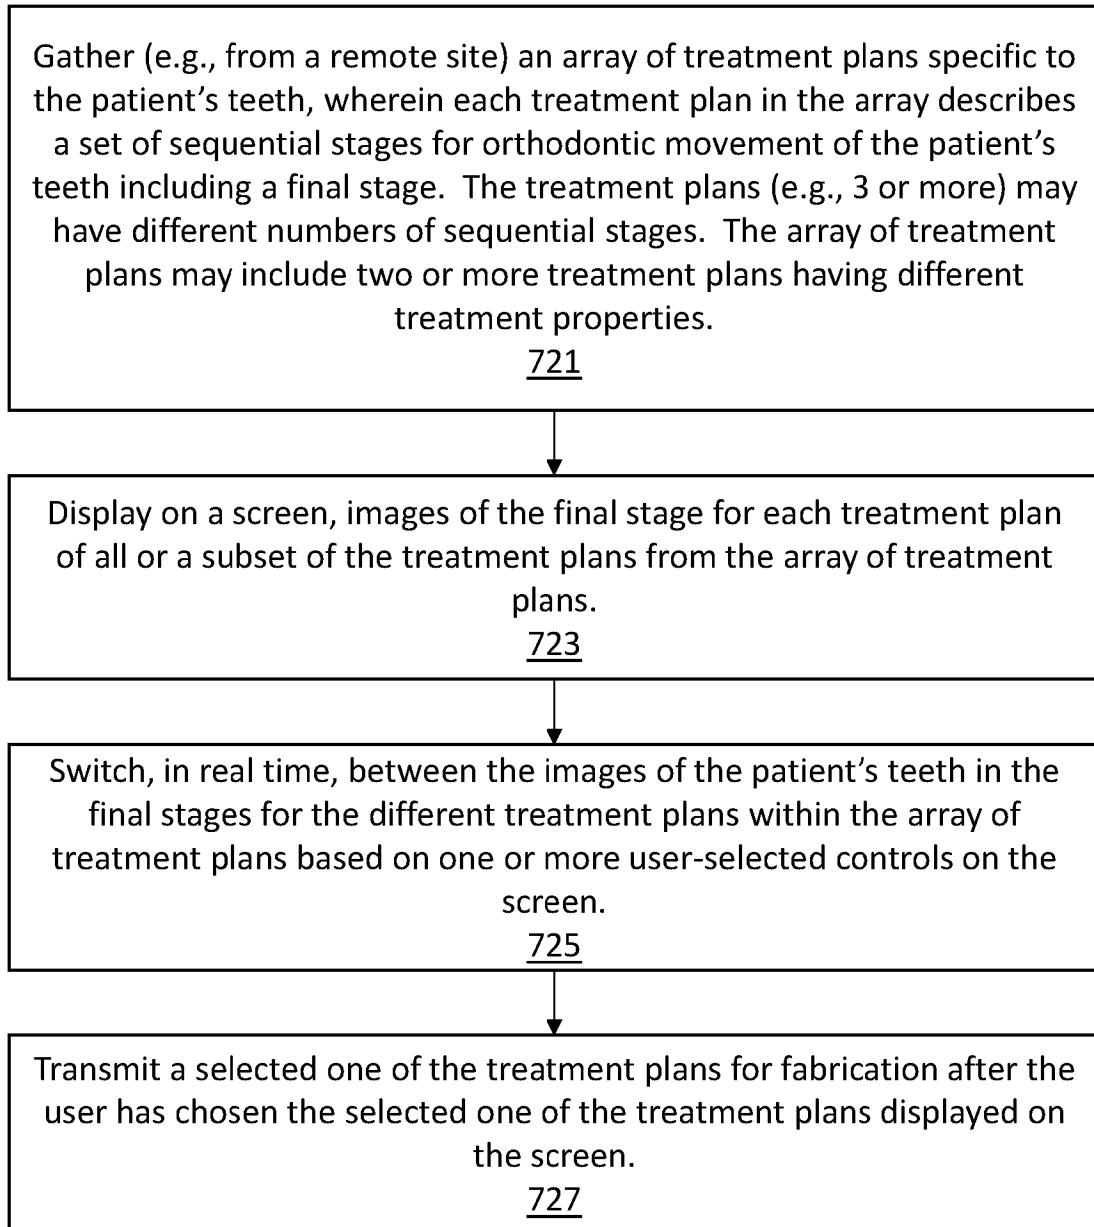 Gather (e.g., from a remote site) an array of treatment plans specific to
the patient’s teeth, wherein each treatment plan in the array describes
a set of sequential stages for orthodontic movement of the patient’s
teeth including a final stage.  The treatment plans (e.g., 3 or more) may
have different numbers of sequential stages.  The array of treatment
plans may include two or more treatment plans having different
treatment properties.
721
Display on a screen, images of the final stage for each treatment plan
of all or a subset of the treatment plans from the array of treatment
plans.
723
Switch, in real time, between the images of the patient’s teeth in the
final stages for the different treatment plans within the array of
treatment plans based on one or more user-selected controls on the
screen.
725
Transmit a selected one of the treatment plans for fabrication after the
user has chosen the selected one of the treatment plans displayed on
the screen.
727